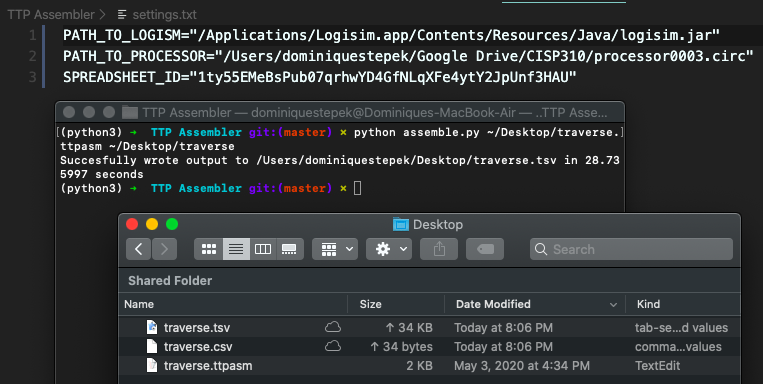 TTP Assembler > settings.txt
1 PATH_TO_LOGISM="/Applications/Logisim.app/Contents/Resources/Java/logisim.jar"
2 PATH_TO_PROCESSOR="/Users/dominiquestepek/Google Drive/CISP310/processor0003.circ"
3 SPREADSHEET_ID="1ty55EMeBsPub07qrhwYD4GfNLqXFe4ytY2JpUnf3HAU"
TTP Assembler — dominiquestepek@Dominiques-MacBook-Air — ..TTP Asse...
[(python3) ➜ TTP Assembler git:(master) × python assemble.py ~/Desktop/traverse.]
ttpasm ~/Desktop/traverse
Succesfully wrote output to /Users/dominiquestepek/Desktop/traverse.tsv in 28.73
5997 seconds
(python3) ➜ TTP Assembler git:(master) ×
Desktop
Search
Shared Folder
Name Size Date Modified Kind
traverse.tsv ↑ 34 KB Today at 8:06 PM tab-se...d values
traverse.csv ↑ 34 bytes Today at 8:06 PM comma...values
traverse.ttpasm 2 KB May 3, 2020 at 4:34 PM TextEdit